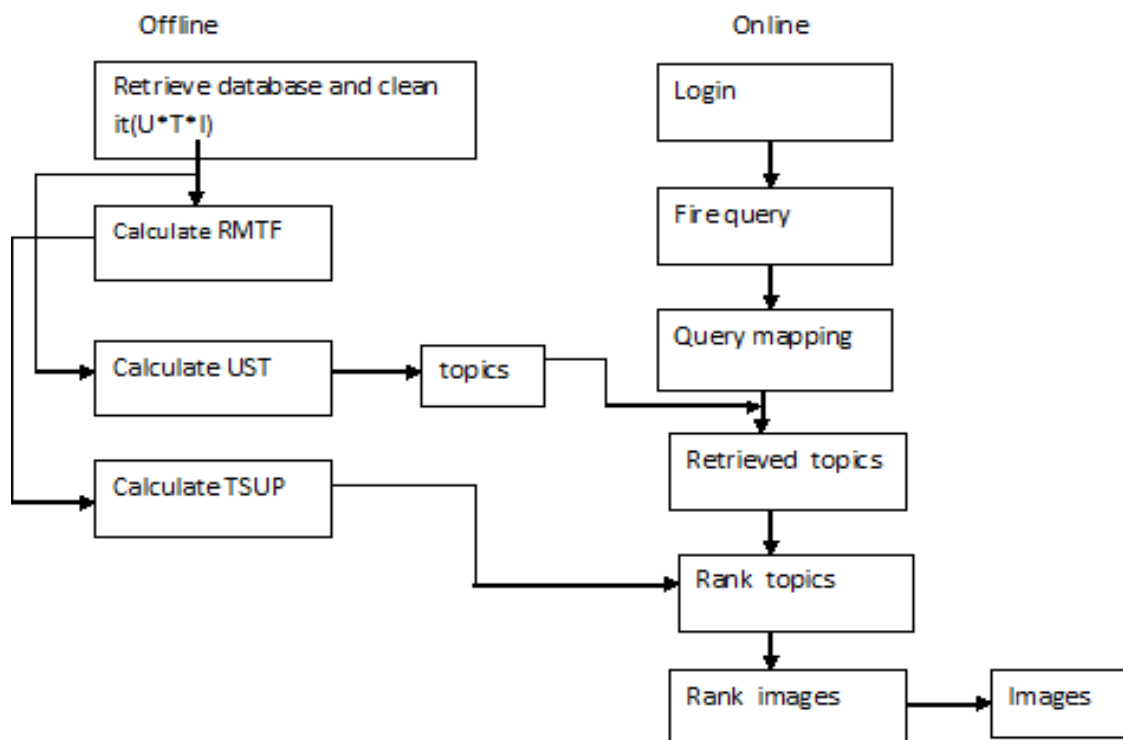 Offline
Online
Retrieve database and clean
it(U*T*I)
Login
Calculate RMTF
Fire query
Query mapping
Calculate UST
topics
Retrieved topics
Calculate TSUP
Rank topics
Rank images
Images